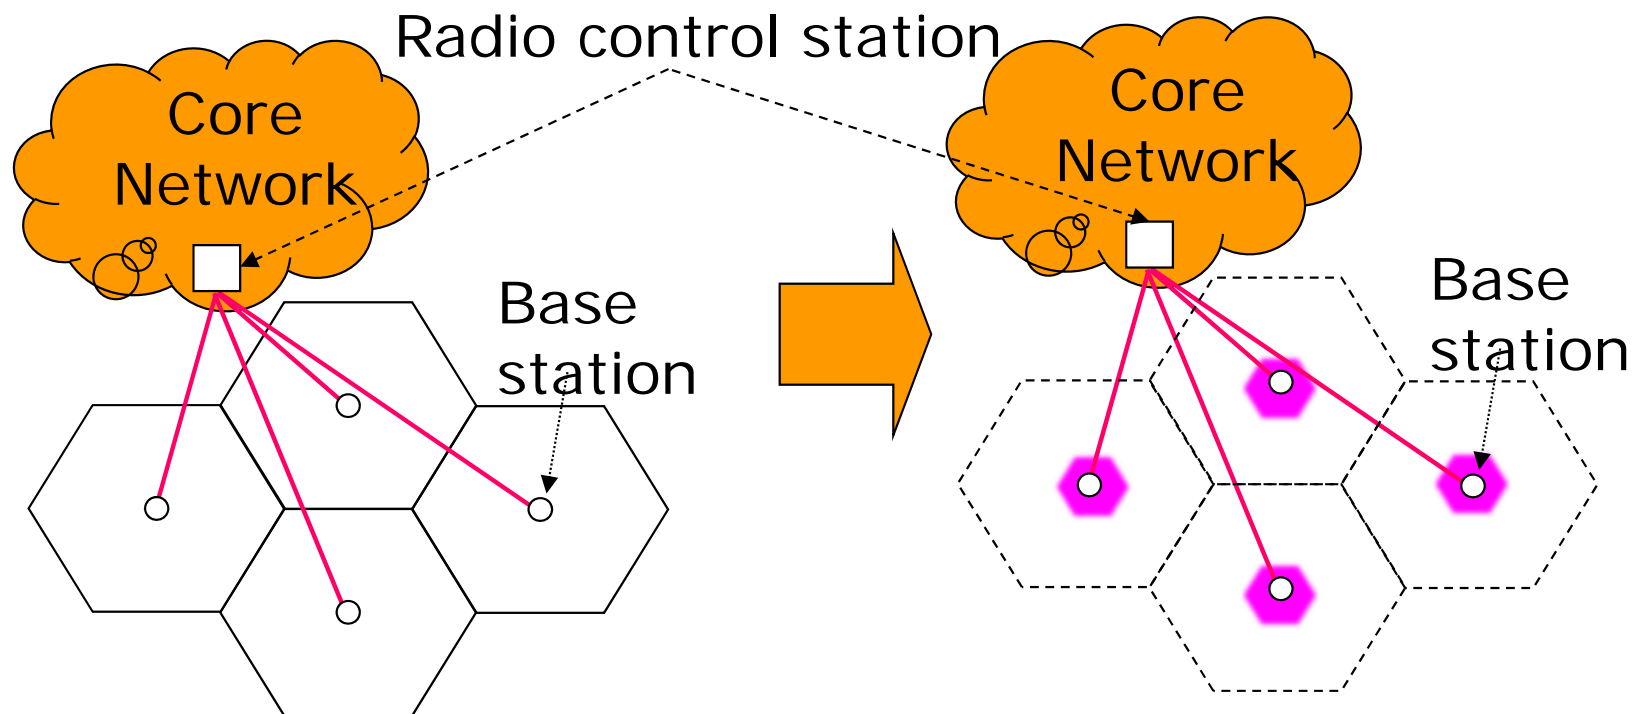 Radio control station
Core
Network
Core
Network
Base
station
Base
station